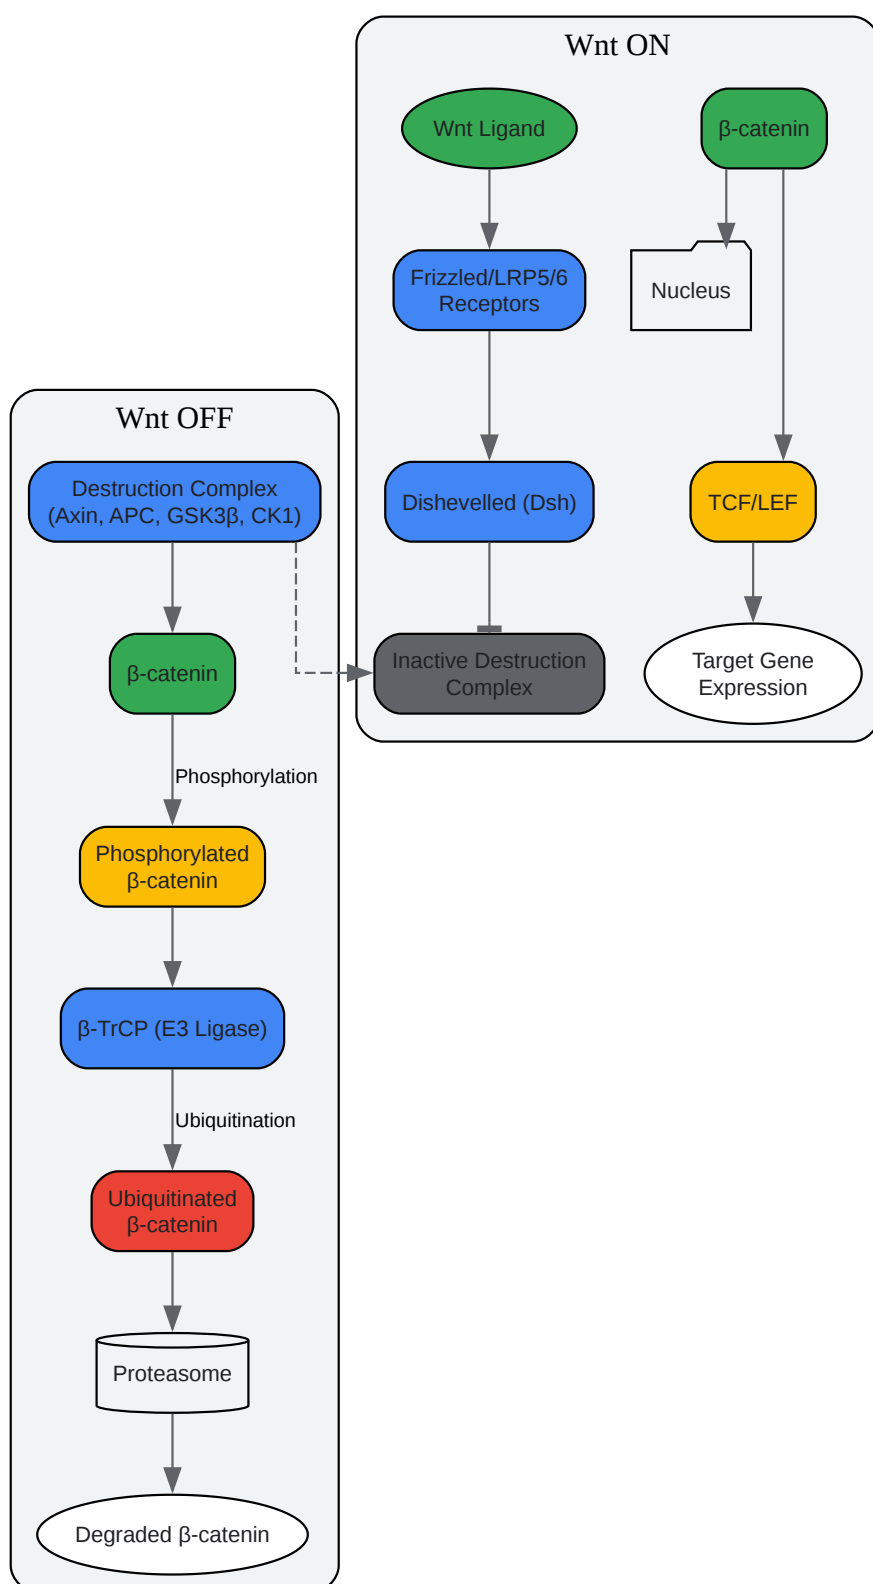 Wnt ON
Wnt Ligand
β-catenin
Frizzled/LRP5/6
Receptors
Nucleus
Dishevelled (Dsh)
TCF/LEF
Inactive Destruction
Complex
Target Gene
Expression
Wnt OFF
Destruction Complex
(Axin, APC, GSK3β, CK1)
β-catenin
Phosphorylation
Phosphorylated
β-catenin
β-TrCP (E3 Ligase)
Ubiquitination
Ubiquitinated
β-catenin
Proteasome
Degraded β-catenin